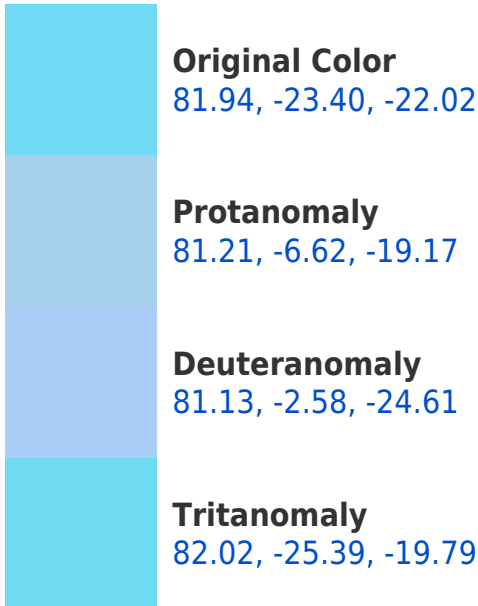 Original Color
81.94, -23.40, -22.02
Protanomaly
81.21, -6.62, -19.17
Deuteranomaly
81.13, -2.58, -24.61
Tritanomaly
82.02, -25.39, -19.79